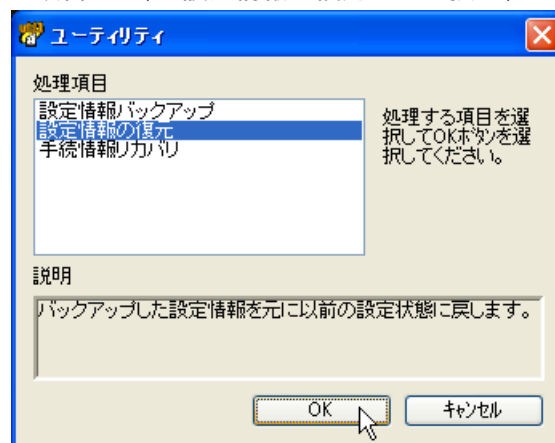 ユーティリティ
処理項目
設定情報バックアップ
設定情報の復元
手続情報リカバリ
処理する項目を選
択してOKボタンを選
択してください。
説明
バックアップした設定情報を元に以前の設定状態に戻します。
OK
キャンセル